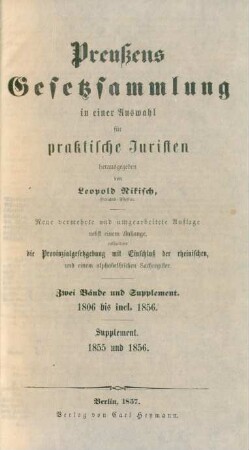 Preußens
Gesetzsammlung
in einer Auswahl
für
praktische Juristen
herausgegeben
von
Leopold Nikisch,
Neue vermehrte und umgearbeitete Auflage
nebst einem Anhange,
enthaltend
die Provinzialgesetzgebung mit Einschluß der rheinischen,
und einem alphabetischen Sachregister.
Zwei Bände und Supplement.
1806 bis incl. 1856.
Supplement.
1855 und 1856.
Berlin, 1857.
Verlag von Carl Heymann.